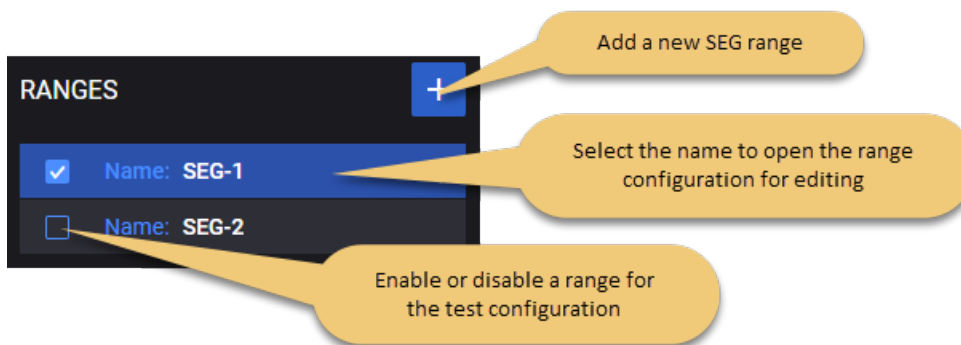 Add a new SEG range
RANGES
+
Select the name to open the range
configuration for editing
Name: SEG-1
Name: SEG-2
Enable or disable a range for
the test configuration